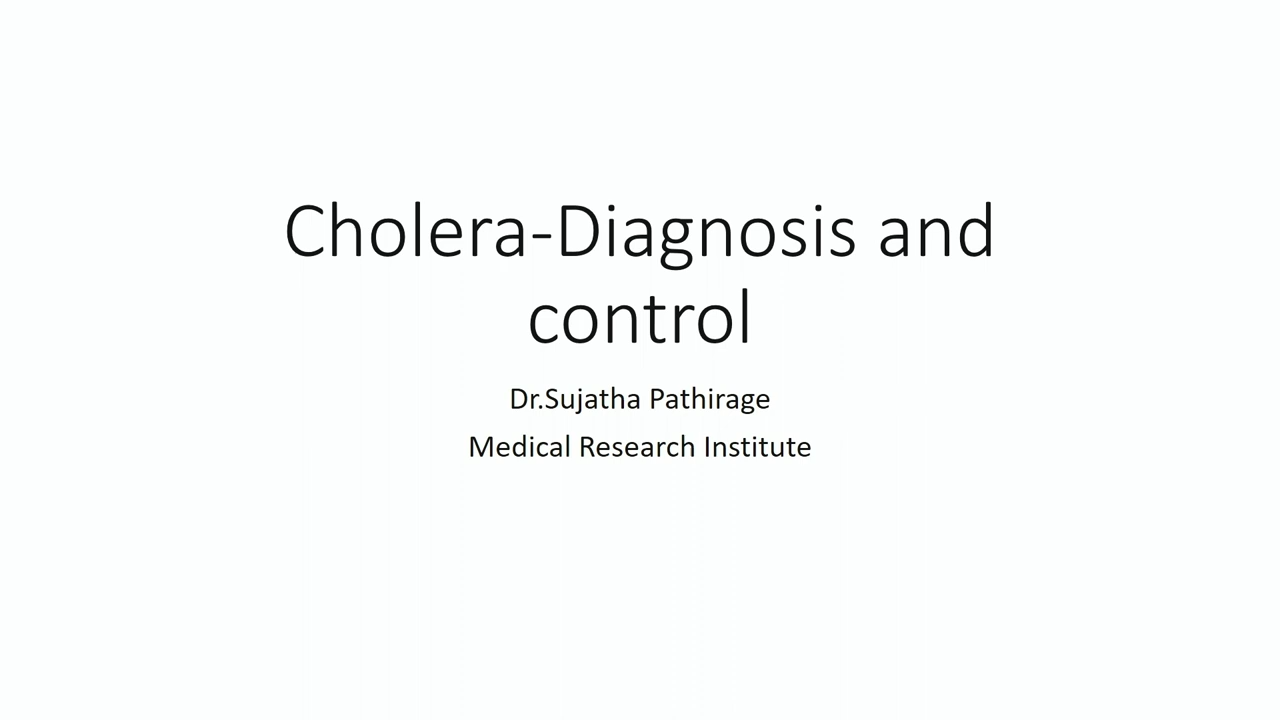 Cholera-Diagnosis and
control
Dr.Sujatha Pathirage
Medical Research Institute